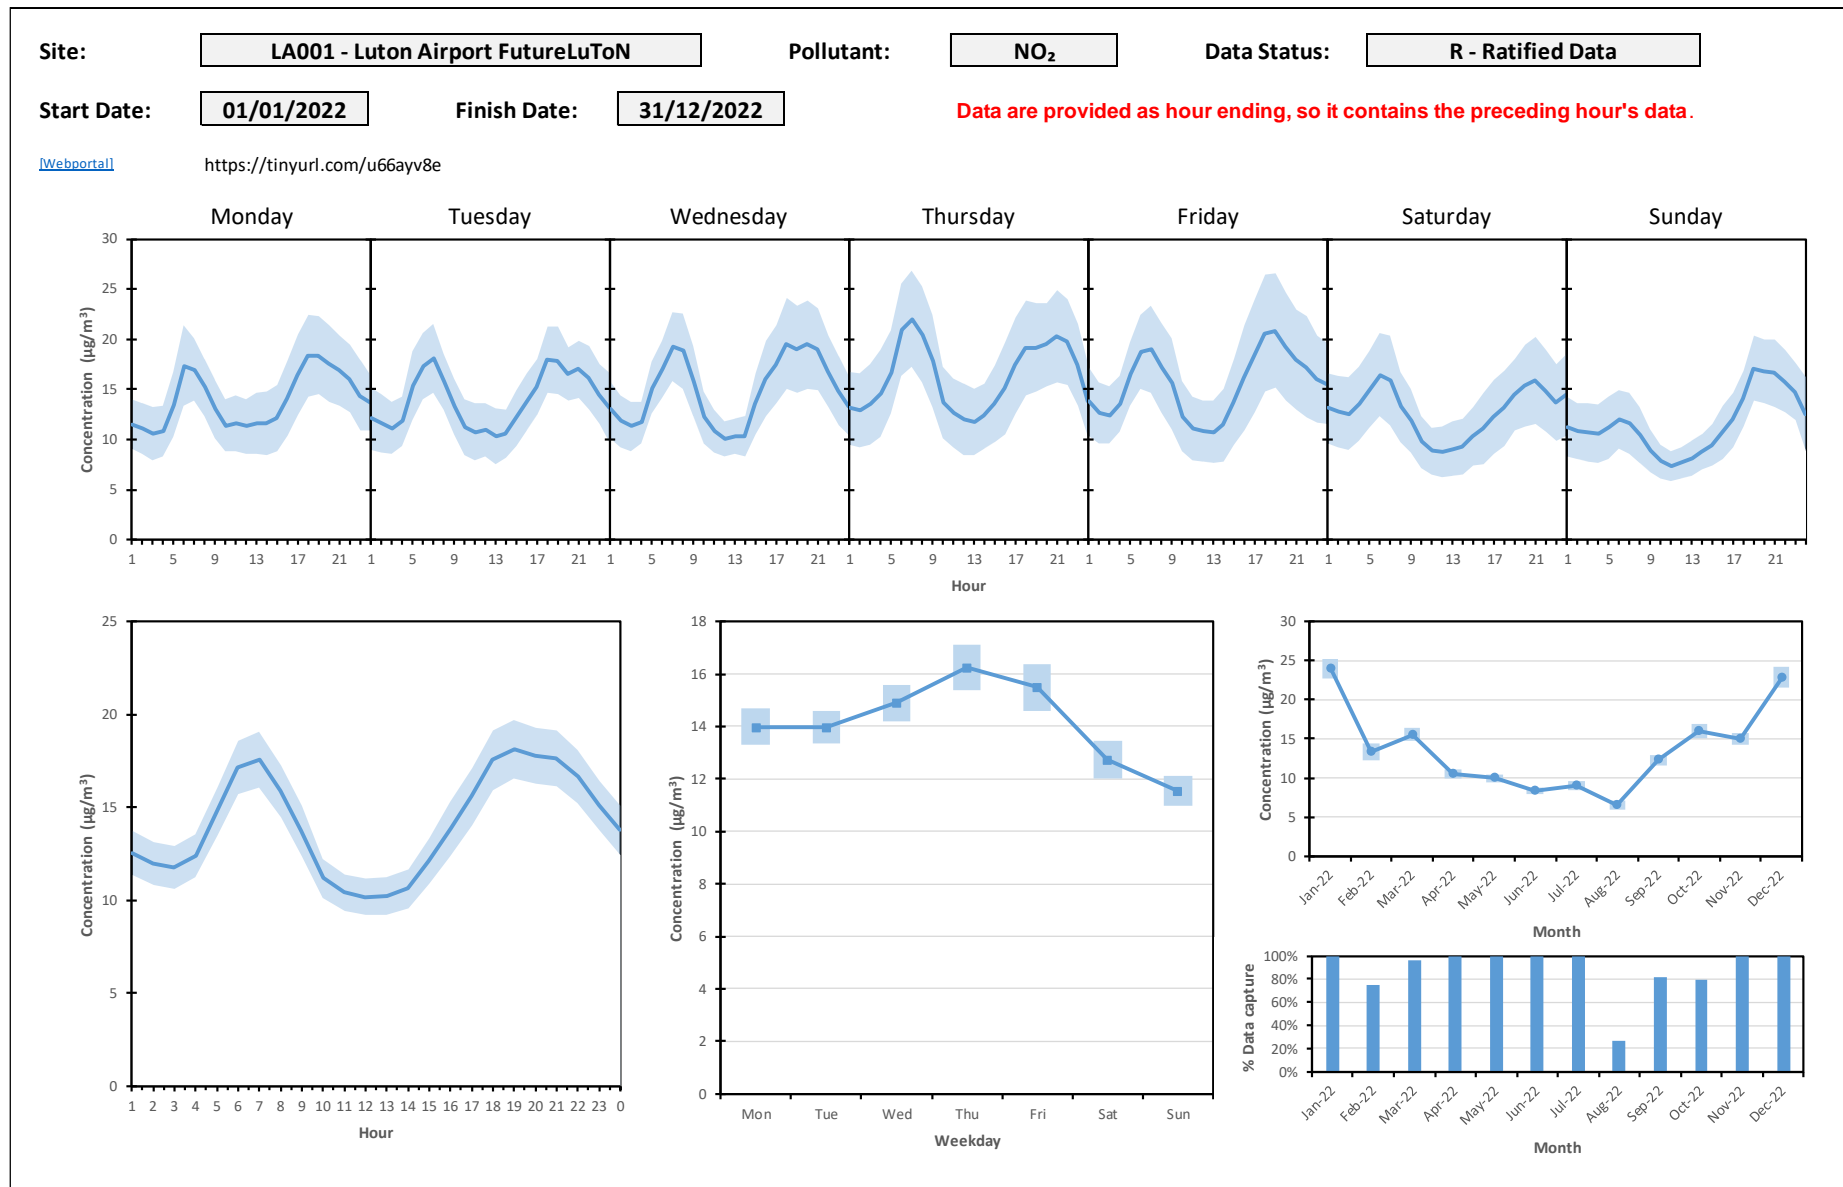 Site: LA001 - Luton Airport FutureLuToN Pollutant: NO₂ Data Status: R - Ratified Data
Start Date: 01/01/2022 Finish Date: 31/12/2022 Data are provided as hour ending, so it contains the preceding hour's data.
[Webportal] https://tinyurl.com/u66ayv8e
Monday Tuesday Wednesday Thursday Friday Saturday Sunday
Concentration (µg/m³)
30
25
20
15
10
5
0
1 5 9 13 17 21 1 5 9 13 17 21 1 5 9 13 17 21 1 5 9 13 17 21 1 5 9 13 17 21 1 5 9 13 17 21 1 5 9 13 17 21
Hour
Concentration (µg/m³)
25
20
15
10
5
0
1 2 3 4 5 6 7 8 9 10 11 12 13 14 15 16 17 18 19 20 21 22 23 0
Hour
Concentration (µg/m³)
18
16
14
12
10
8
6
4
2
0
Mon Tue Wed Thu Fri Sat Sun
Weekday
Concentration (µg/m³)
30
25
20
15
10
5
0
Jan-22 Feb-22 Mar-22 Apr-22 May-22 Jun-22 Jul-22 Aug-22 Sep-22 Oct-22 Nov-22 Dec-22
Month
% Data capture
100%
80%
60%
40%
20%
0%
Jan-22 Feb-22 Mar-22 Apr-22 May-22 Jun-22 Jul-22 Aug-22 Sep-22 Oct-22 Nov-22 Dec-22
Month